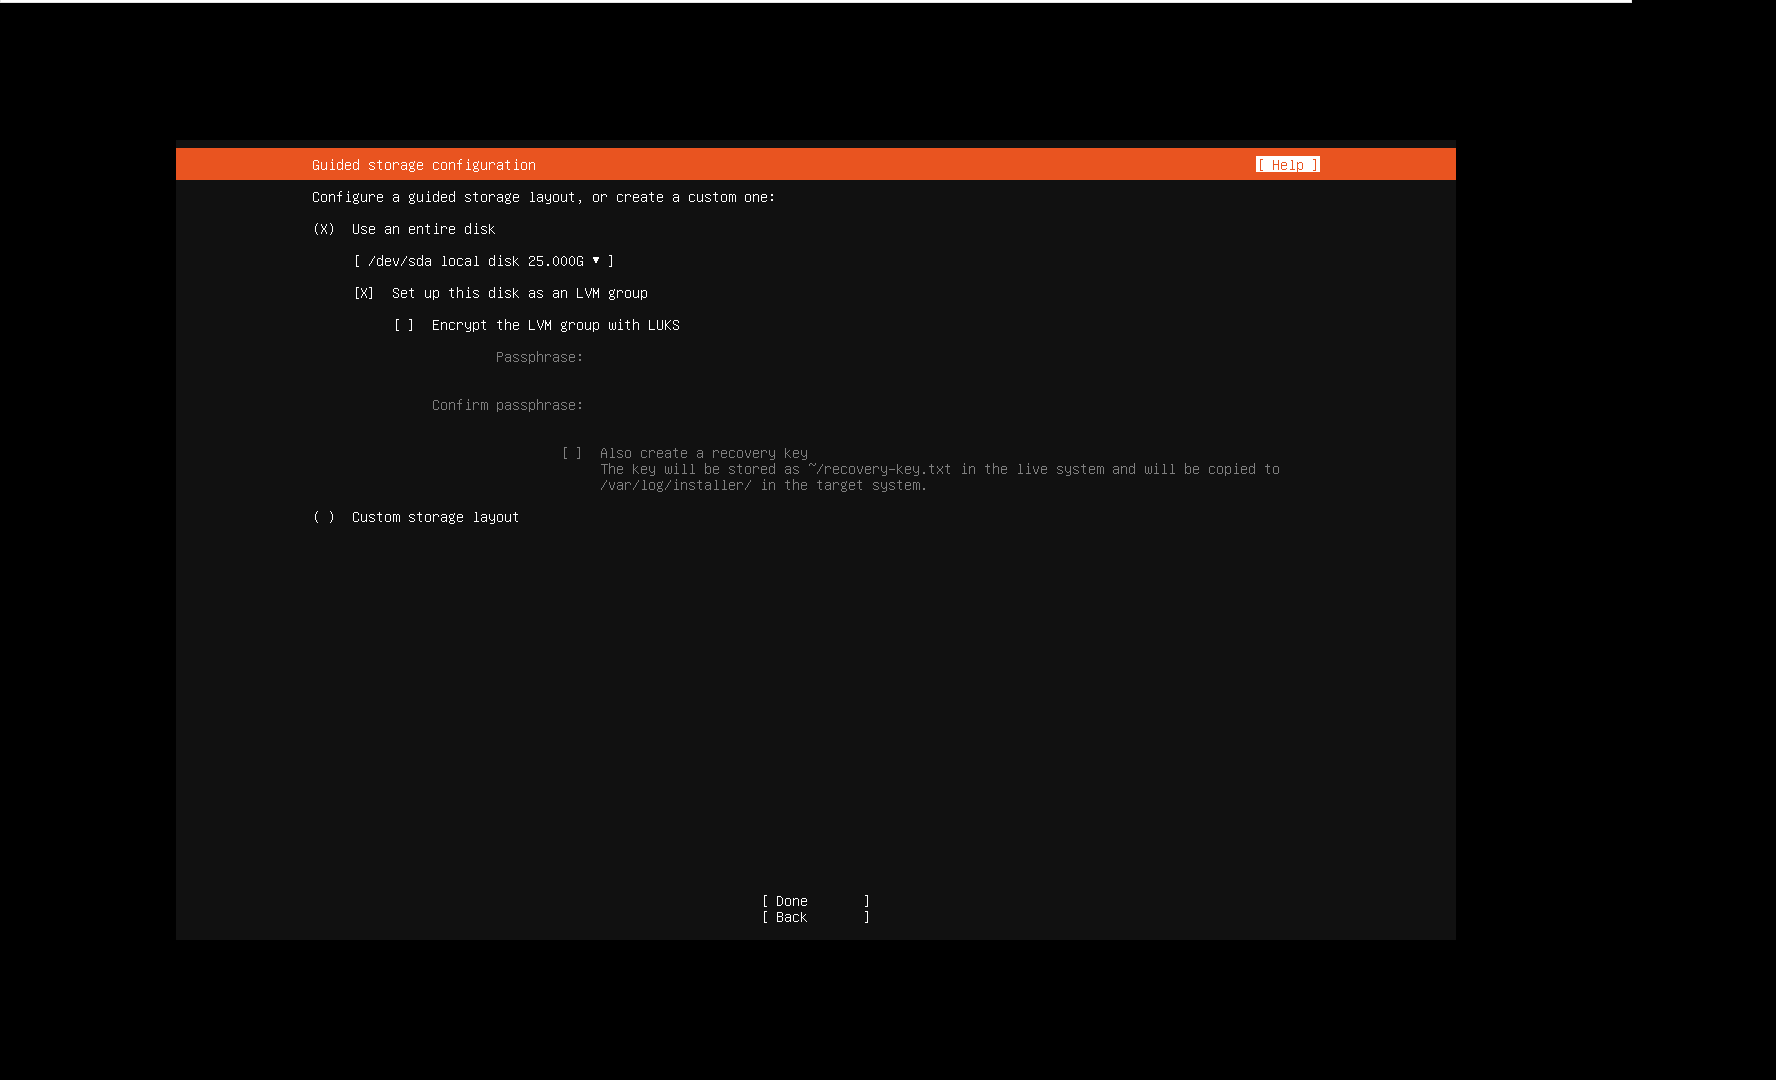 Guided storage configuration [ Help ]
Configure a guided storage layout, or create a custom one:
(X) Use an entire disk
[ /dev/sda local disk 25.000G ▾ ]
[X] Set up this disk as an LVM group
[ ] Encrypt the LVM group with LUKS
Passphrase:
Confirm passphrase:
[ ] Also create a recovery key
The key will be stored as ~/recovery-key.txt in the live system and will be copied to
/var/log/installer/ in the target system.
( ) Custom storage layout
[ Done ]
[ Back ]